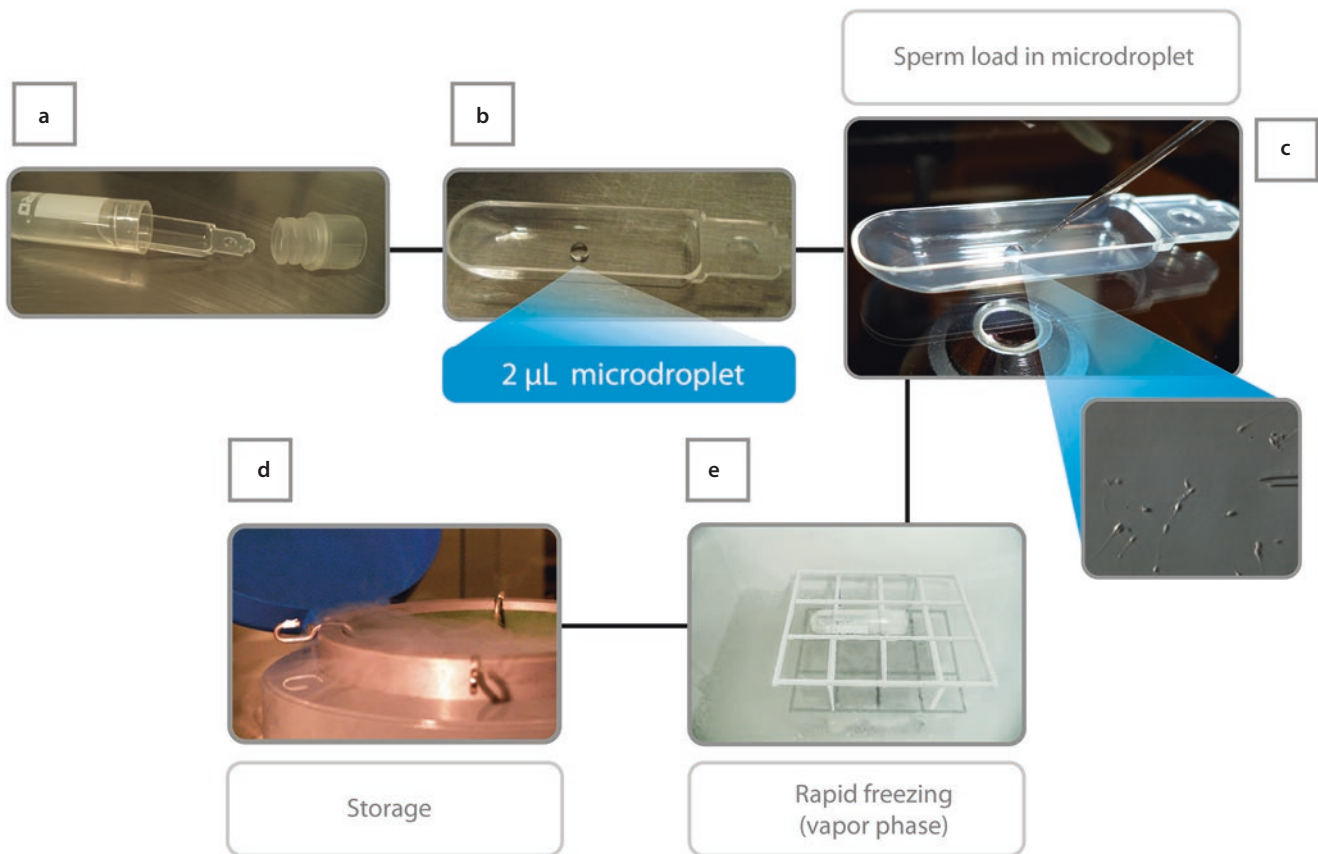 Sperm load in microdroplet
a
b
c
2 µL microdroplet
d
e
Storage
Rapid freezing
(vapor phase)